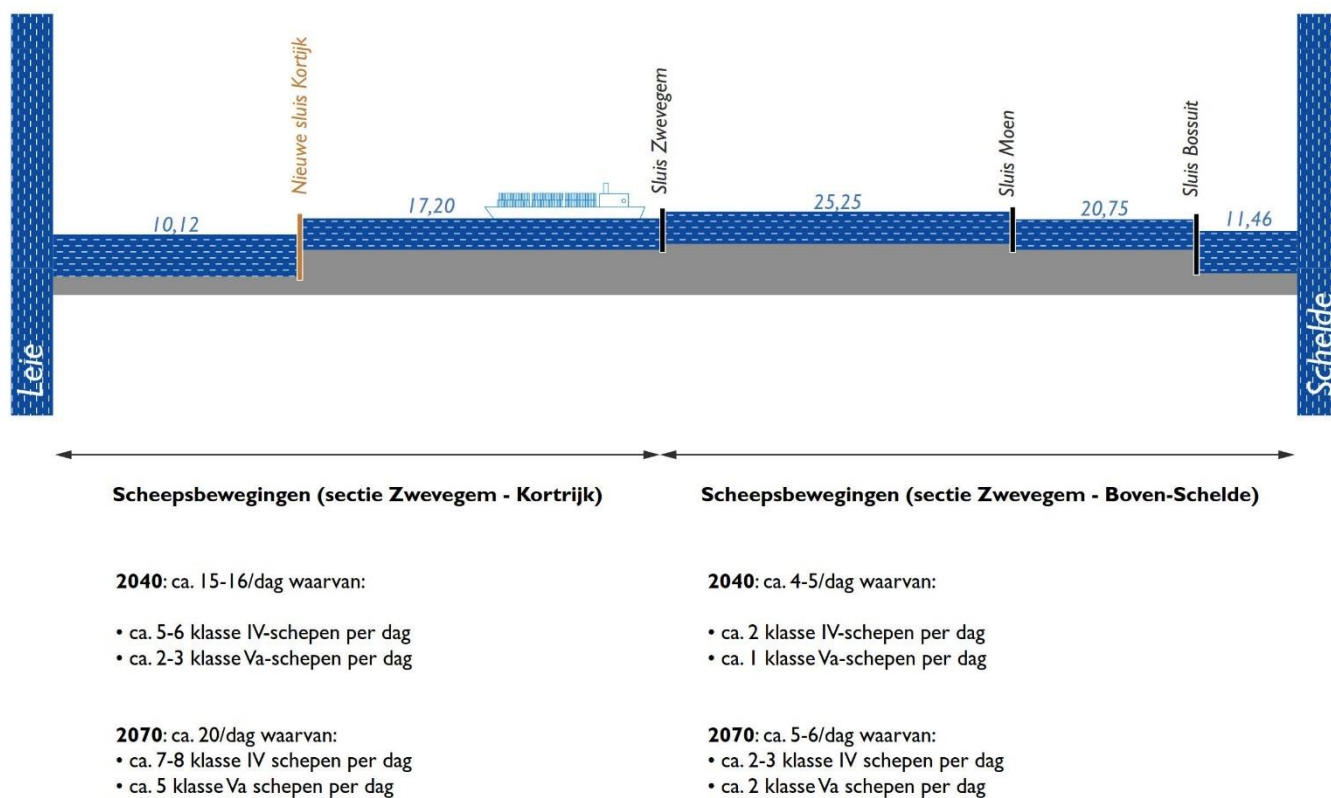 Nieuwe sluis Kortijk
Sluis Zwevegem
Sluis Moen
Sluis Bossuit
10,12
17,20
25,25
20,75
11,46
Leie
Schelde
Scheepsbewegingen (sectie Zwevegem - Kortrijk)
2040: ca. 15-16/dag waarvan:
• ca. 5-6 klasse IV-schepen per dag
• ca. 2-3 klasse Va-schepen per dag
2070: ca. 20/dag waarvan:
• ca. 7-8 klasse IV schepen per dag
• ca. 5 klasse Va schepen per dag
Scheepsbewegingen (sectie Zwevegem - Boven-Schelde)
2040: ca. 4-5/dag waarvan:
• ca. 2 klasse IV-schepen per dag
• ca. 1 klasse Va-schepen per dag
2070: ca. 5-6/dag waarvan:
• ca. 2-3 klasse IV schepen per dag
• ca. 2 klasse Va schepen per dag